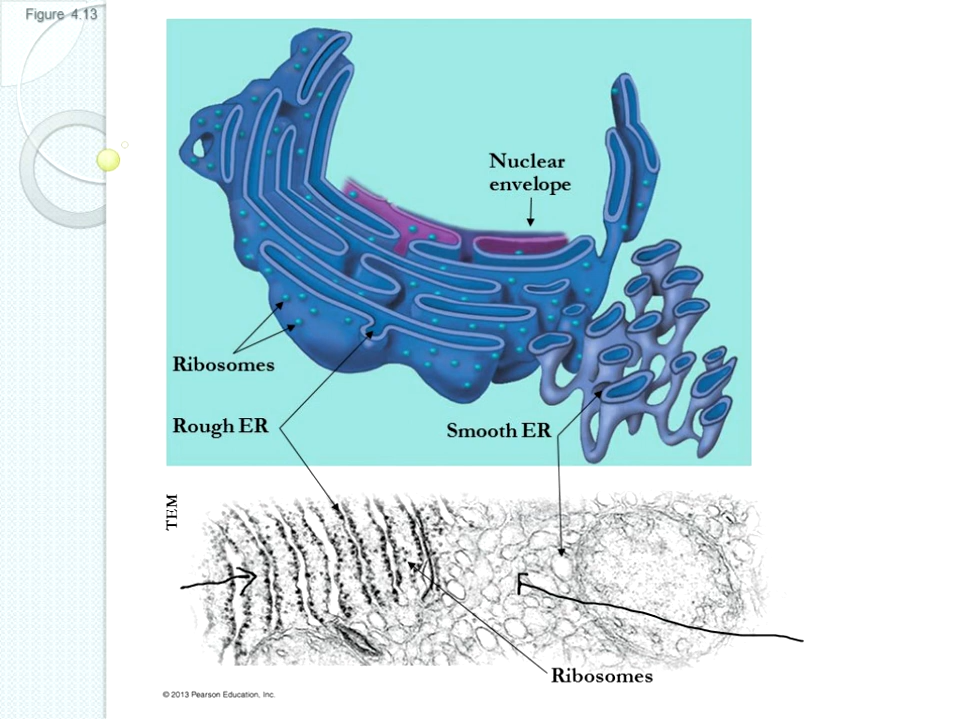 Figure 4.13
Nuclear
envelope
Ribosomes
Rough ER
Smooth ER
TEM
Ribosomes
© 2013 Pearson Education, Inc.